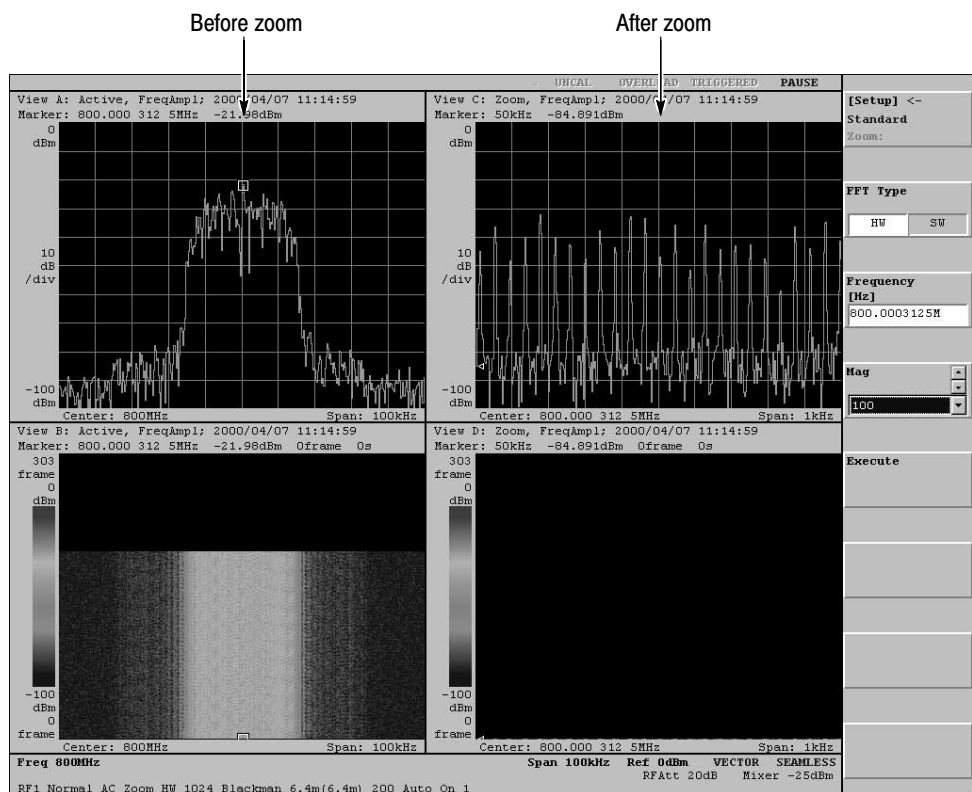 Before zoom
After zoom
UNCAL OVERLOAD TRIGGERED PAUSE
View A: Active, FreqAmpl; 2000/04/07 11:14:59
Marker: 800.000 312 5MHz -21.98dBm
0
dBm
10
dB
/div
-100
dBm
Center: 800MHz Span: 100kHz
View C: Zoom, FreqAmpl; 2000/04/07 11:14:59
Marker: 50kHz -84.891dBm
0
dBm
10
dB
/div
-100
dBm
Center: 800.000 312 5MHz Span: 1kHz
View B: Active, FreqAmpl; 2000/04/07 11:14:59
Marker: 800.000 312 5MHz -21.98dBm 0frame 0s
303
frame
0
dBm
-100
dBm
0
frame
Center: 800MHz Span: 100kHz
View D: Zoom, FreqAmpl; 2000/04/07 11:14:59
Marker: 50kHz -84.891dBm 0frame 0s
303
frame
0
dBm
-100
dBm
0
frame
Center: 800.000 312 5MHz Span: 1kHz
Freq 800MHz Span 100kHz Ref 0dBm VECTOR SEAMLESS
RFAtt 20dB Mixer -25dBm
RF1 Normal AC Zoom HW 1024 Blackman 6.4m(6.4m) 200 Auto On 1
[Setup] <-
Standard
Zoom:
FFT Type
HW SW
Frequency
[Hz]
800.0003125M
Mag
100
Execute